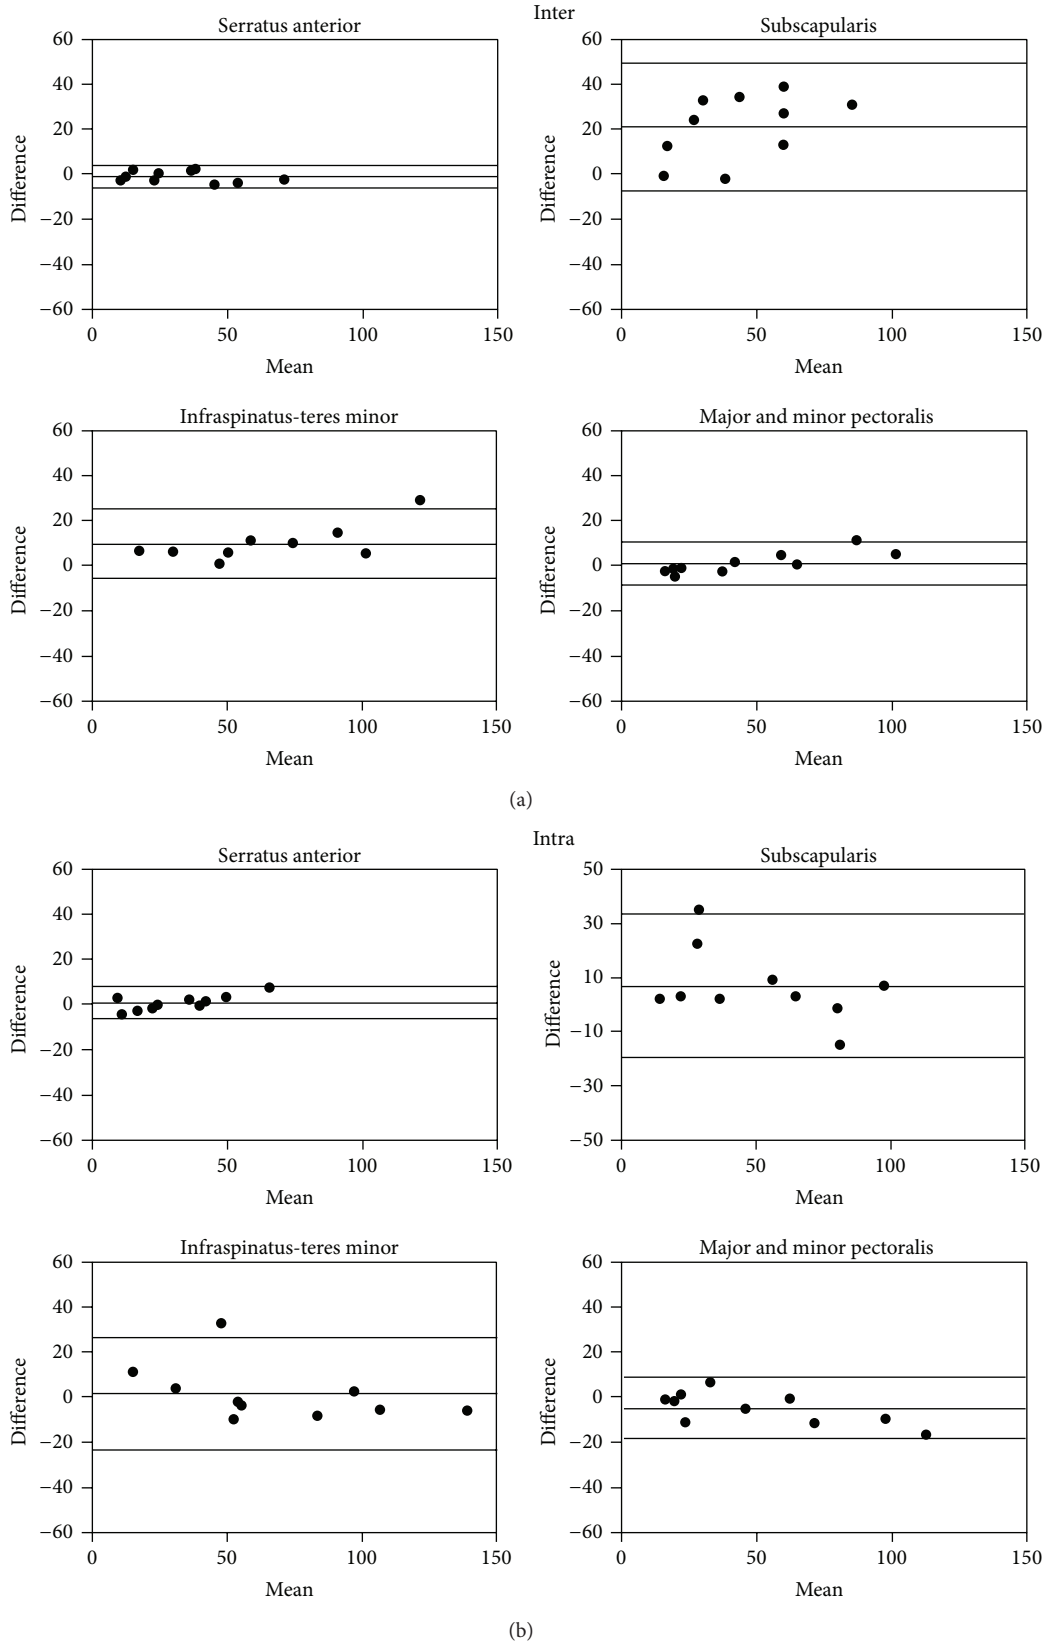 Inter
Serratus anterior
60
40
20
0
−20
−40
−60
Difference
0 50 100 150
Mean
Subscapularis
60
40
20
0
−20
−40
−60
Difference
0 50 100 150
Mean
Infraspinatus-teres minor
60
40
20
0
−20
−40
−60
Difference
0 50 100 150
Mean
Major and minor pectoralis
60
40
20
0
−20
−40
−60
Difference
0 50 100 150
Mean
(a)
Intra
Serratus anterior
60
40
20
0
−20
−40
−60
Difference
0 50 100 150
Mean
Subscapularis
50
30
10
−10
−30
−50
Difference
0 50 100 150
Mean
Infraspinatus-teres minor
60
40
20
0
−20
−40
−60
Difference
0 50 100 150
Mean
Major and minor pectoralis
60
40
20
0
−20
−40
−60
Difference
0 50 100 150
Mean
(b)